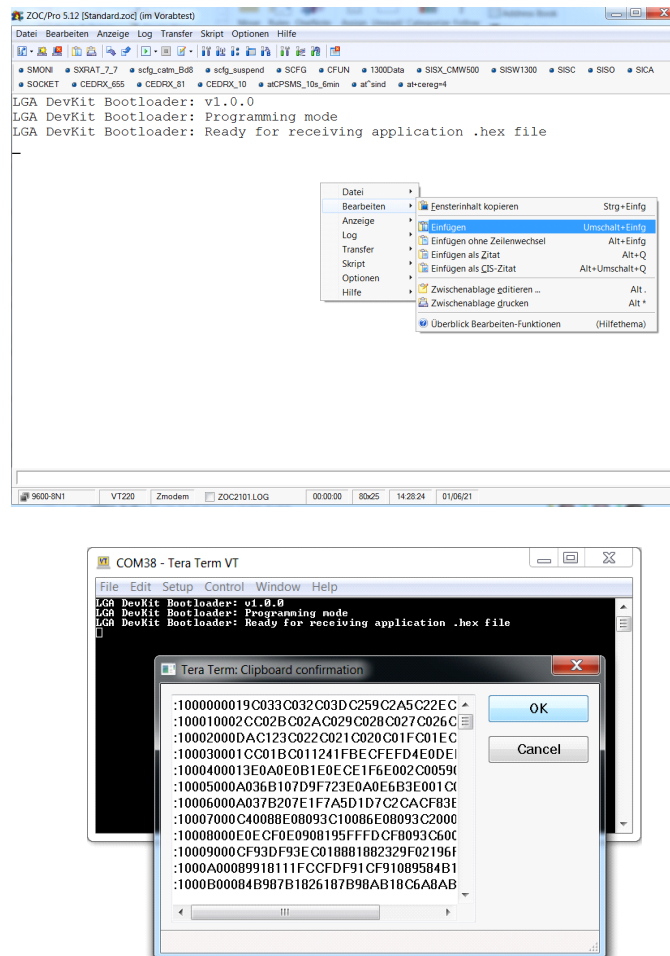 ZOC/Pro 5.12 [Standard.zoc] (im Vorabtest)
Datei Bearbeiten Anzeige Log Transfer Skript Optionen Hilfe
SMONI SXRAT_7_7 scfg_catm_Bd8 scfg_suspend SCFG CFUN 1300Data SISX_CMW500 SISW1300 SISC SISO SICA
SOCKET CEDRX_655 CEDRX_81 CEDRX_10 atCPSMS_10s_6min at^sind at+cereg=4
LGA DevKit Bootloader: v1.0.0
LGA DevKit Bootloader: Programming mode
LGA DevKit Bootloader: Ready for receiving application .hex file
Datei
Bearbeiten
Anzeige
Log
Transfer
Skript
Optionen
Hilfe
Fensterinhalt kopieren Strg+Einfg
Einfügen Umschalt+Einfg
Einfügen ohne Zeilenwechsel Alt+Einfg
Einfügen als Zitat Alt+Q
Einfügen als CIS-Zitat Alt+Umschalt+Q
Zwischenablage editieren ... Alt .
Zwischenablage drucken Alt *
Überblick Bearbeiten-Funktionen (Hilfethema)
9600-8N1 VT220 Zmodem ZOC2101.LOG 00:00:00 80x25 14:28:24 01/06/21
COM38 - Tera Term VT
File Edit Setup Control Window Help
LGA DevKit Bootloader: v1.0.0
LGA DevKit Bootloader: Programming mode
LGA DevKit Bootloader: Ready for receiving application .hex file
Tera Term: Clipboard confirmation
:1000000019C033C032C03DC259C2A5C22EC
:100010002CC02BC02AC029C028C027C026C
:10002000DAC123C022C021C020C01FC01EC
:100030001CC01BC011241FBECFEFD4E0DE
:1000400013E0A0E0B1E0ECE1F6E002C0059
:10005000A036B107D9F723E0A0E6B3E001C
:10006000A037B207E1F7A5D1D7C2CACF83E
:10007000C40088E08093C10086E08093C2000
:10008000E0ECF0E0908195FFFDCF8093C600
:10009000CF93DF93EC018881882329F02196F
:1000A00089918111FCCFDF91CF91089584B1
:1000B00084B987B1826187B98AB18C6A8AB
OK
Cancel